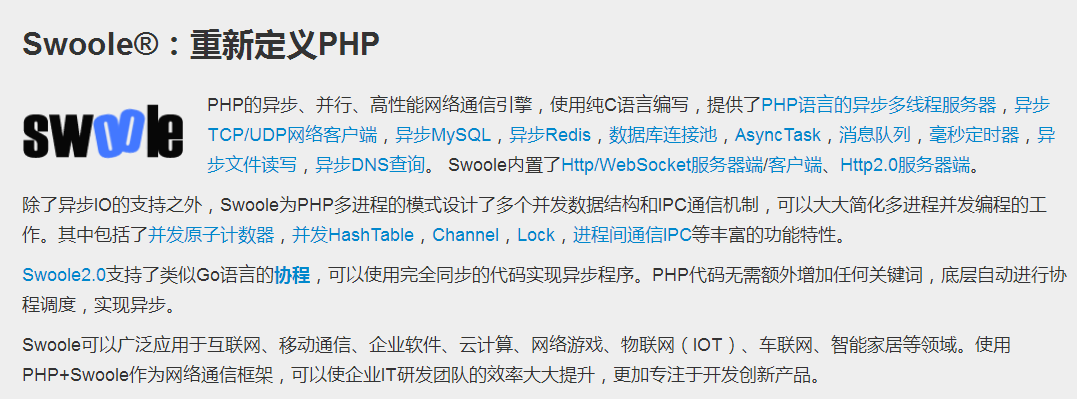 Swoole®：重新定义PHP
swoole
PHP的异步、并行、高性能网络通信引擎，使用纯C语言编写，提供了PHP语言的异步多线程服务器，异步
TCP/UDP网络客户端，异步MySQL，异步Redis，数据库连接池，AsyncTask，消息队列，毫秒定时器，异
步文件读写，异步DNS查询。 Swoole内置了Http/WebSocket服务器端/客户端、Http2.0服务器端。
除了异步IO的支持之外，Swoole为PHP多进程的模式设计了多个并发数据结构和IPC通信机制，可以大大简化多进程并发编程的工
作。其中包括了并发原子计数器，并发HashTable，Channel，Lock，进程间通信IPC等丰富的功能特性。
Swoole2.0支持了类似Go语言的协程，可以使用完全同步的代码实现异步程序。PHP代码无需额外增加任何关键词，底层自动进行协
程调度，实现异步。
Swoole可以广泛应用于互联网、移动通信、企业软件、云计算、网络游戏、物联网（IOT）、车联网、智能家居等领域。使用
PHP+Swoole作为网络通信框架，可以使企业IT研发团队的效率大大提升，更加专注于开发创新产品。